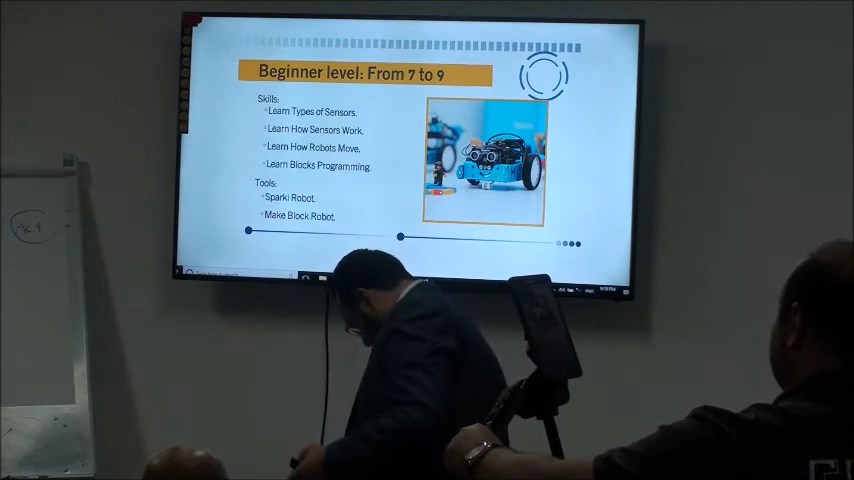 Beginner level: From 7 to 9
Skills:
Learn Types of Sensors.
Learn How Sensors Work.
Learn How Robots Move.
Learn Blocks Programming.
Tools:
Sparki Robot.
Make Block Robot.